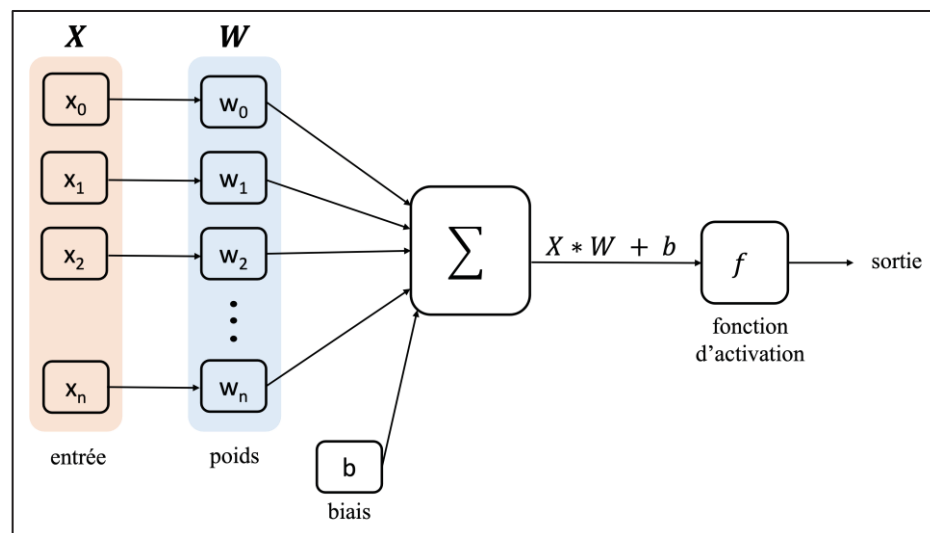 X W
x0 w0
x1 w1
x2 w2
xn wn
∑
X * W + b
f
sortie
fonction
d’activation
entrée
poids
b
biais